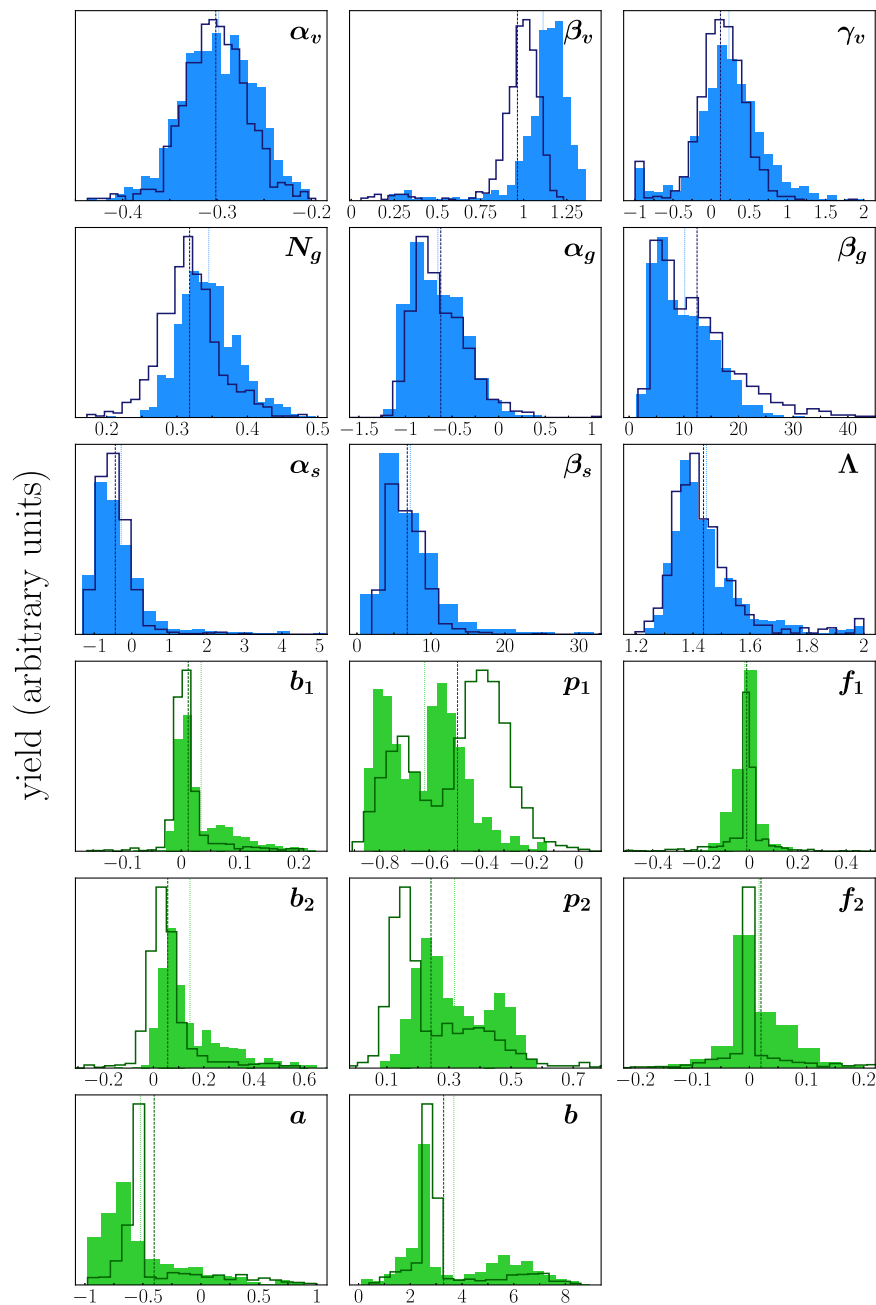 yield (arbitrary units)
α_v β_v γ_v
−0.4 −0.3 −0.2 0 0.25 0.5 0.75 1 1.25 −1 −0.5 0 0.5 1 1.5 2
N_g α_g β_g
0.2 0.3 0.4 0.5 −1.5 −1 −0.5 0 0.5 1 0 10 20 30 40
α_s β_s Λ
−1 0 1 2 3 4 5 0 10 20 30 1.2 1.4 1.6 1.8 2
b_1 p_1 f_1
−0.1 0 0.1 0.2 −0.8 −0.6 −0.4 −0.2 0 −0.4 −0.2 0 0.2 0.4
b_2 p_2 f_2
−0.2 0 0.2 0.4 0.6 0.1 0.3 0.5 0.7 −0.2 −0.1 0 0.1 0.2
a b
−1 −0.5 0 0.5 1 0 2 4 6 8